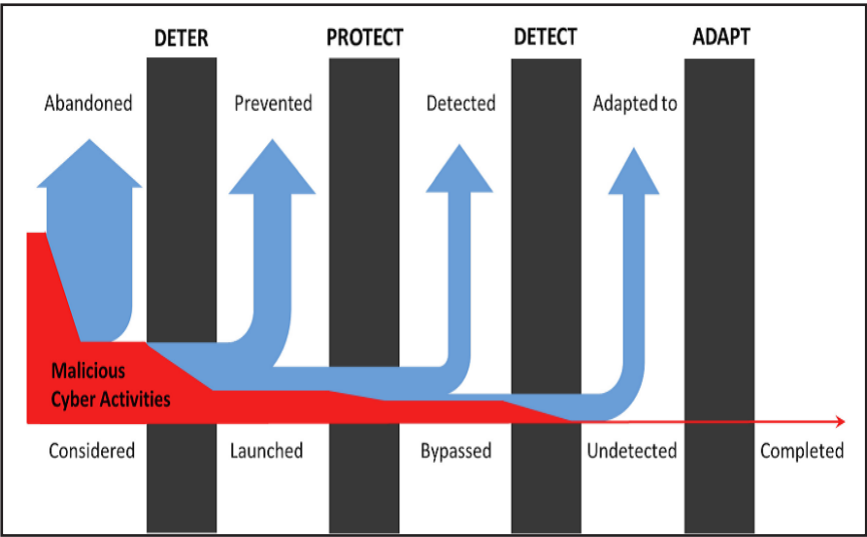 DETER PROTECT DETECT ADAPT
Abandoned Prevented Detected Adapted to
Malicious
Cyber Activities
Considered Launched Bypassed Undetected Completed